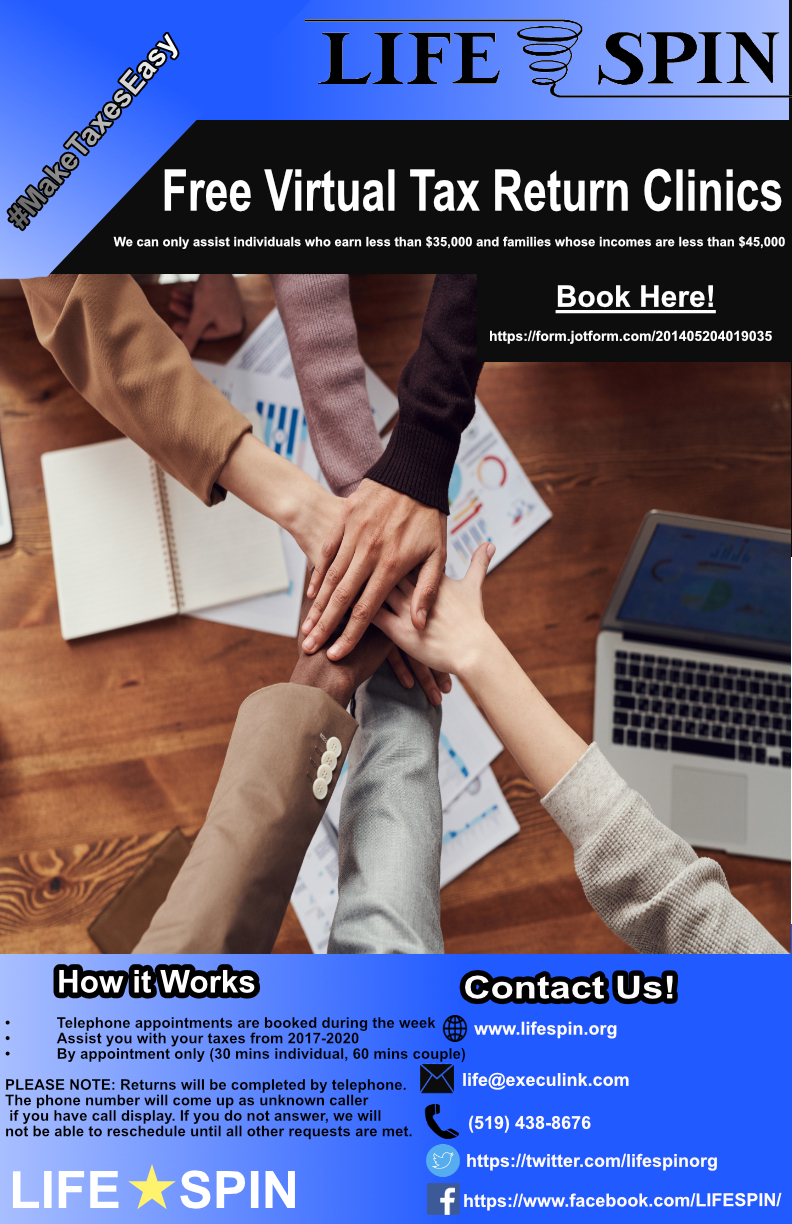 LIFE SPIN
#MakeTaxesEasy
Free Virtual Tax Return Clinics
We can only assist individuals who earn less than $35,000 and families whose incomes are less than $45,000
Book Here!
https://form.jotform.com/201405204019035
How it Works
• Telephone appointments are booked during the week
• Assist you with your taxes from 2017-2020
• By appointment only (30 mins individual, 60 mins couple)
PLEASE NOTE: Returns will be completed by telephone.
The phone number will come up as unknown caller
if you have call display. If you do not answer, we will
not be able to reschedule until all other requests are met.
LIFE SPIN
Contact Us!
www.lifespin.org
life@execulink.com
(519) 438-8676
https://twitter.com/lifespinorg
https://www.facebook.com/LIFESPIN/